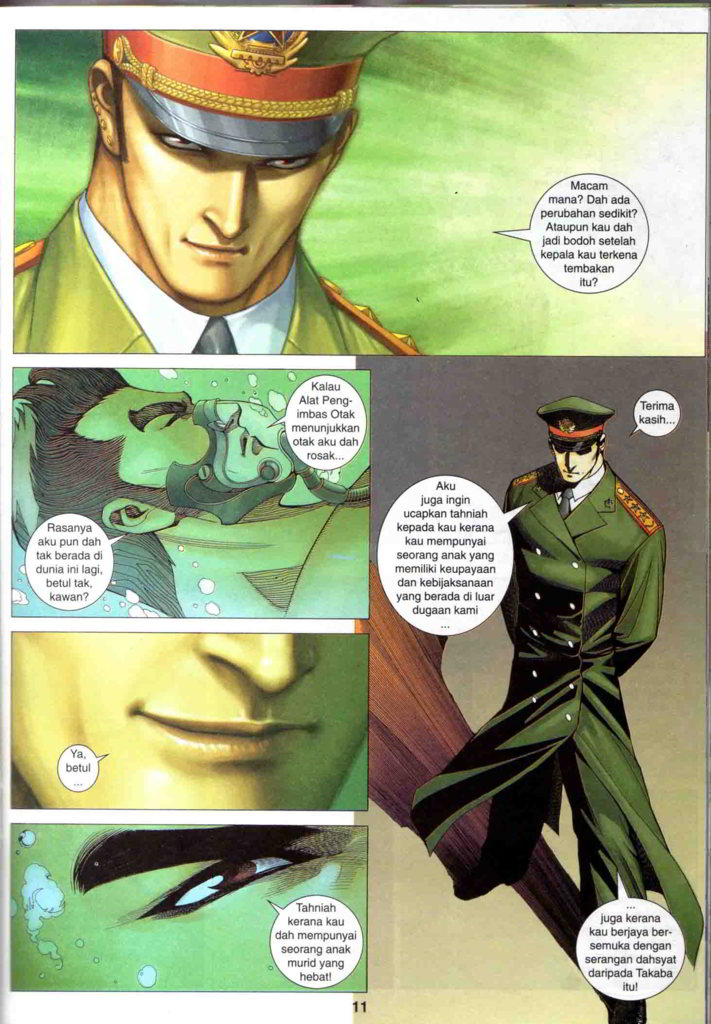 Macam
mana? Dah ada
perubahan sedikit?
Ataupun kau dah
jadi bodoh setelah
kepala kau terkena
tembakan
itu?
Kalau
Alat Peng-
imbas Otak
menunjukkan
otak aku dah
rosak...
Rasanya
aku pun dah
tak berada di
dunia ini lagi,
betul tak,
kawan?
Ya,
betul
...
Tahniah
kerana kau
dah mempunyai
seorang anak
murid yang
hebat!
Terima
kasih...
Aku
juga ingin
ucapkan tahniah
kepada kau kerana
kau mempunyai
seorang anak yang
memiliki keupayaan
dan kebijaksanaan
yang berada di luar
dugaan kami
...
...
juga kerana
kau berjaya ber-
semuka dengan
serangan dahsyat
daripada Takaba
itu!
11